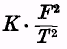 K · F²/T²